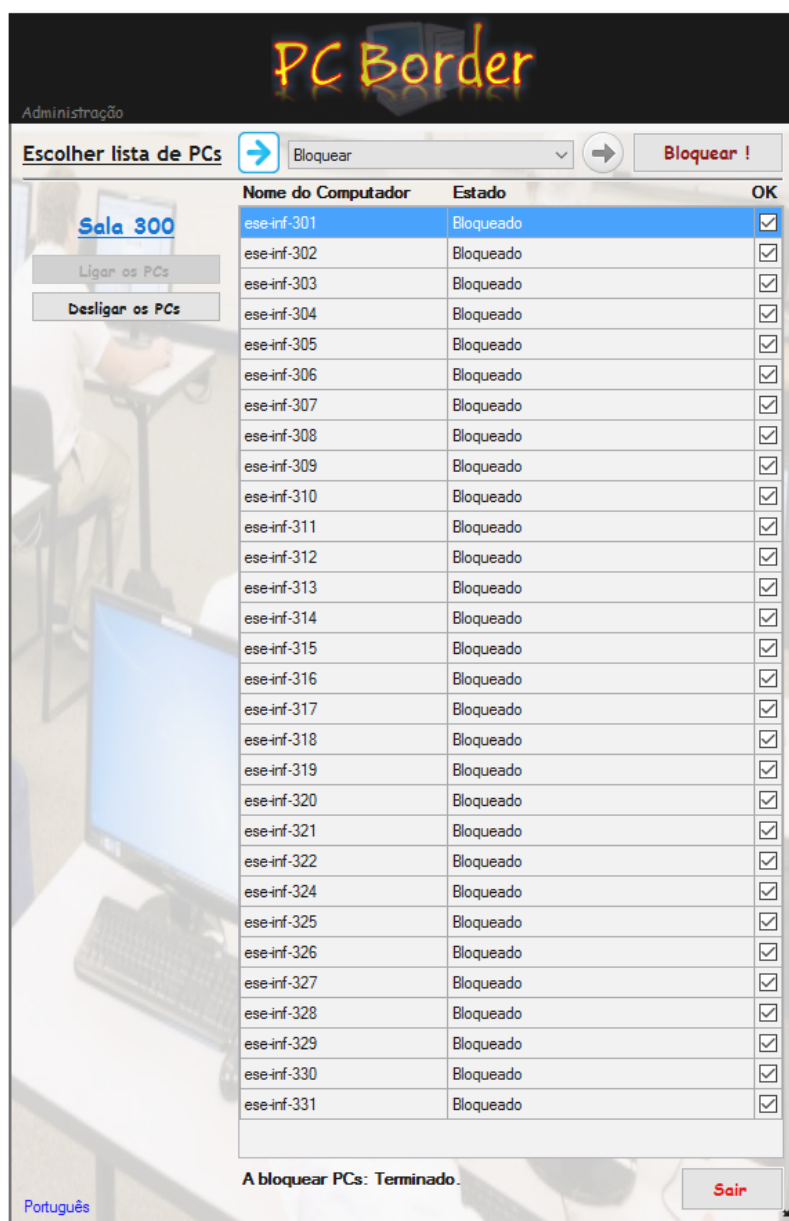 PC Border
Administração
Escolher lista de PCs
Bloquear
Bloquear !
Nome do Computador Estado OK
Sala 300
Ligar os PCs
Desligar os PCs
ese-inf-301 Bloqueado
ese-inf-302 Bloqueado
ese-inf-303 Bloqueado
ese-inf-304 Bloqueado
ese-inf-305 Bloqueado
ese-inf-306 Bloqueado
ese-inf-307 Bloqueado
ese-inf-308 Bloqueado
ese-inf-309 Bloqueado
ese-inf-310 Bloqueado
ese-inf-311 Bloqueado
ese-inf-312 Bloqueado
ese-inf-313 Bloqueado
ese-inf-314 Bloqueado
ese-inf-315 Bloqueado
ese-inf-316 Bloqueado
ese-inf-317 Bloqueado
ese-inf-318 Bloqueado
ese-inf-319 Bloqueado
ese-inf-320 Bloqueado
ese-inf-321 Bloqueado
ese-inf-322 Bloqueado
ese-inf-324 Bloqueado
ese-inf-325 Bloqueado
ese-inf-326 Bloqueado
ese-inf-327 Bloqueado
ese-inf-328 Bloqueado
ese-inf-329 Bloqueado
ese-inf-330 Bloqueado
ese-inf-331 Bloqueado
A bloquear PCs: Terminado.
Sair
Português